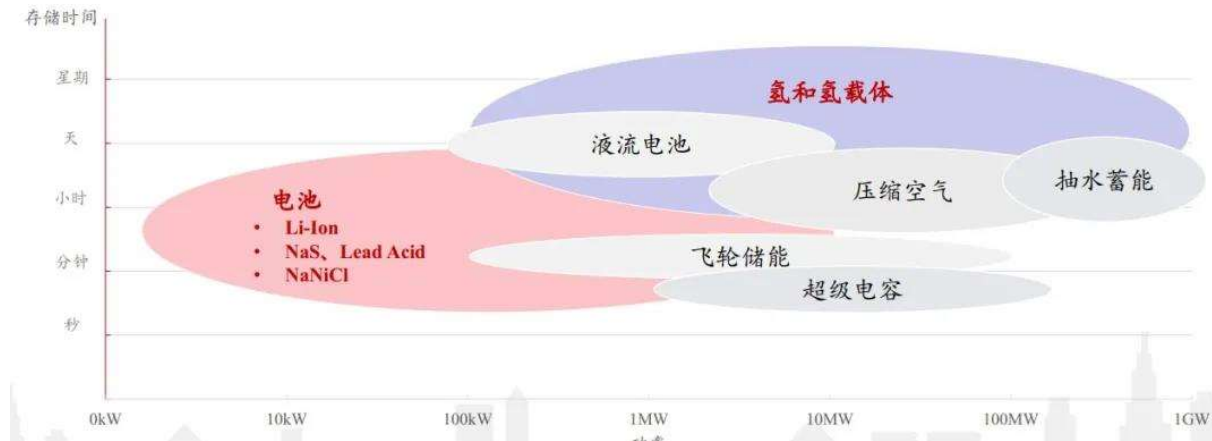 存储时间
星期
氢和氢载体
天
液流电池
抽水蓄能
压缩空气
小时
电池
• Li-Ion
• NaS、Lead Acid
• NaNiCl
分钟
飞轮储能
超级电容
秒
0kW 10kW 100kW 1MW 10MW 100MW 1GW